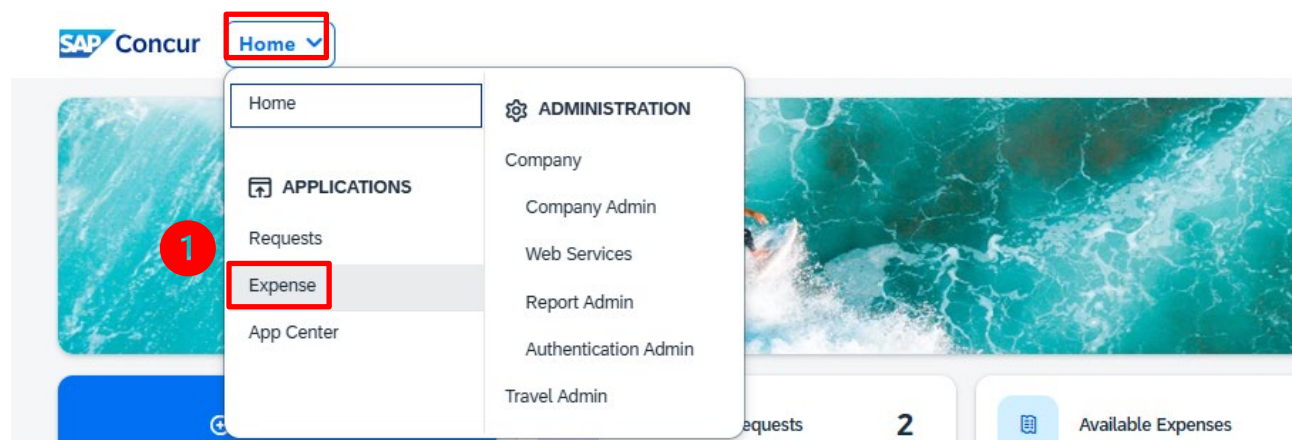 SAP Concur
Home
Home
APPLICATIONS
Requests
Expense
App Center
ADMINISTRATION
Company
Company Admin
Web Services
Report Admin
Authentication Admin
Travel Admin
1
2
Available Expenses